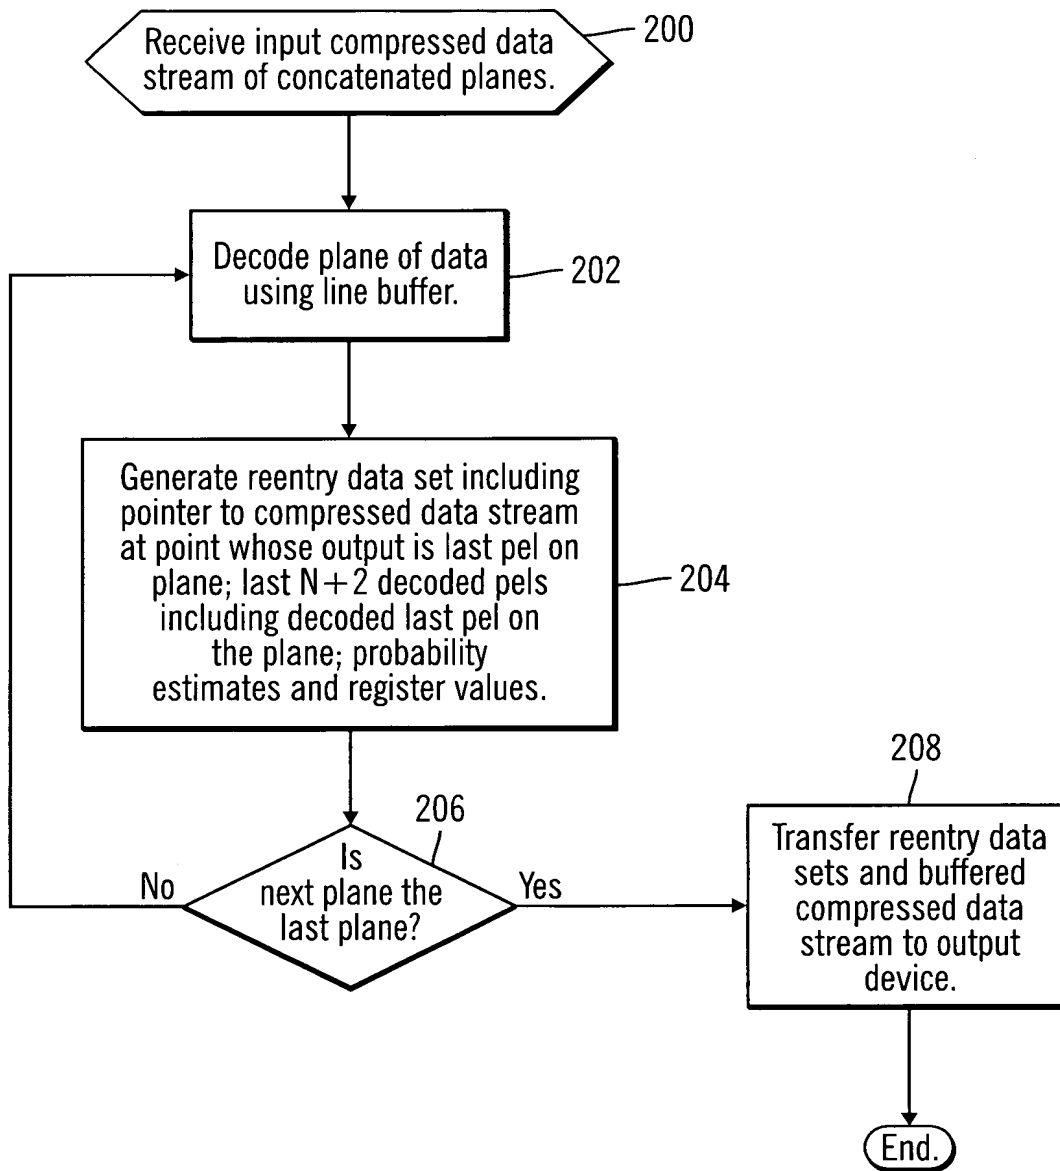 Receive input compressed data
stream of concatenated planes.
200
Decode plane of data
using line buffer.
202
Generate reentry data set including
pointer to compressed data stream
at point whose output is last pel on
plane; last N+2 decoded pels
including decoded last pel on
the plane; probability
estimates and register values.
204
206
Is
next plane the
last plane?
No
Yes
208
Transfer reentry data
sets and buffered
compressed data
stream to output
device.
End.